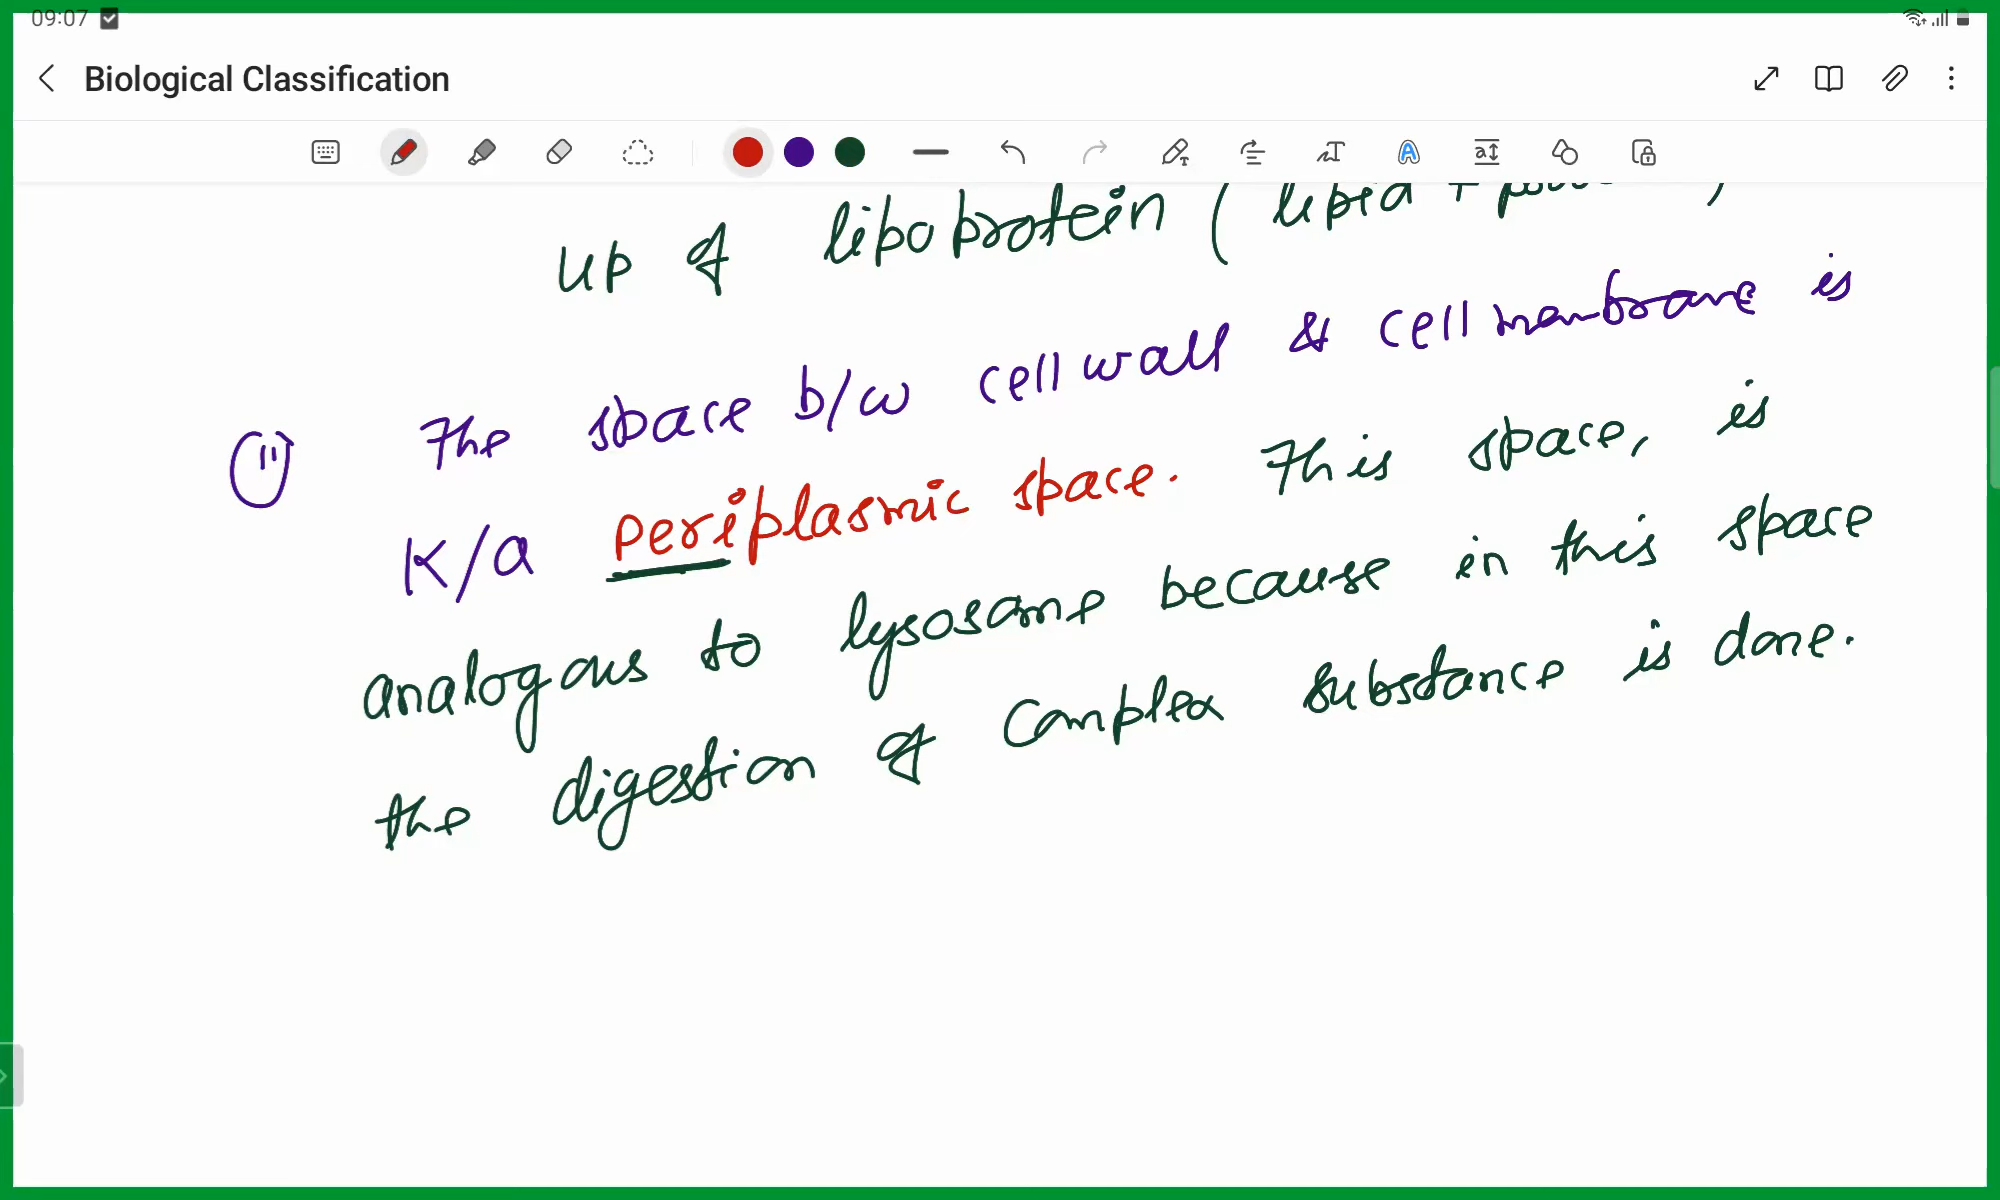 09:07
Biological Classification
up of lipoprotein ( lipid +
11 The space b/w cell wall & cell membrane is
K/a periplasmic space. This space, is
analogous to lysosome because in this space
the digestion of complex substance is done.